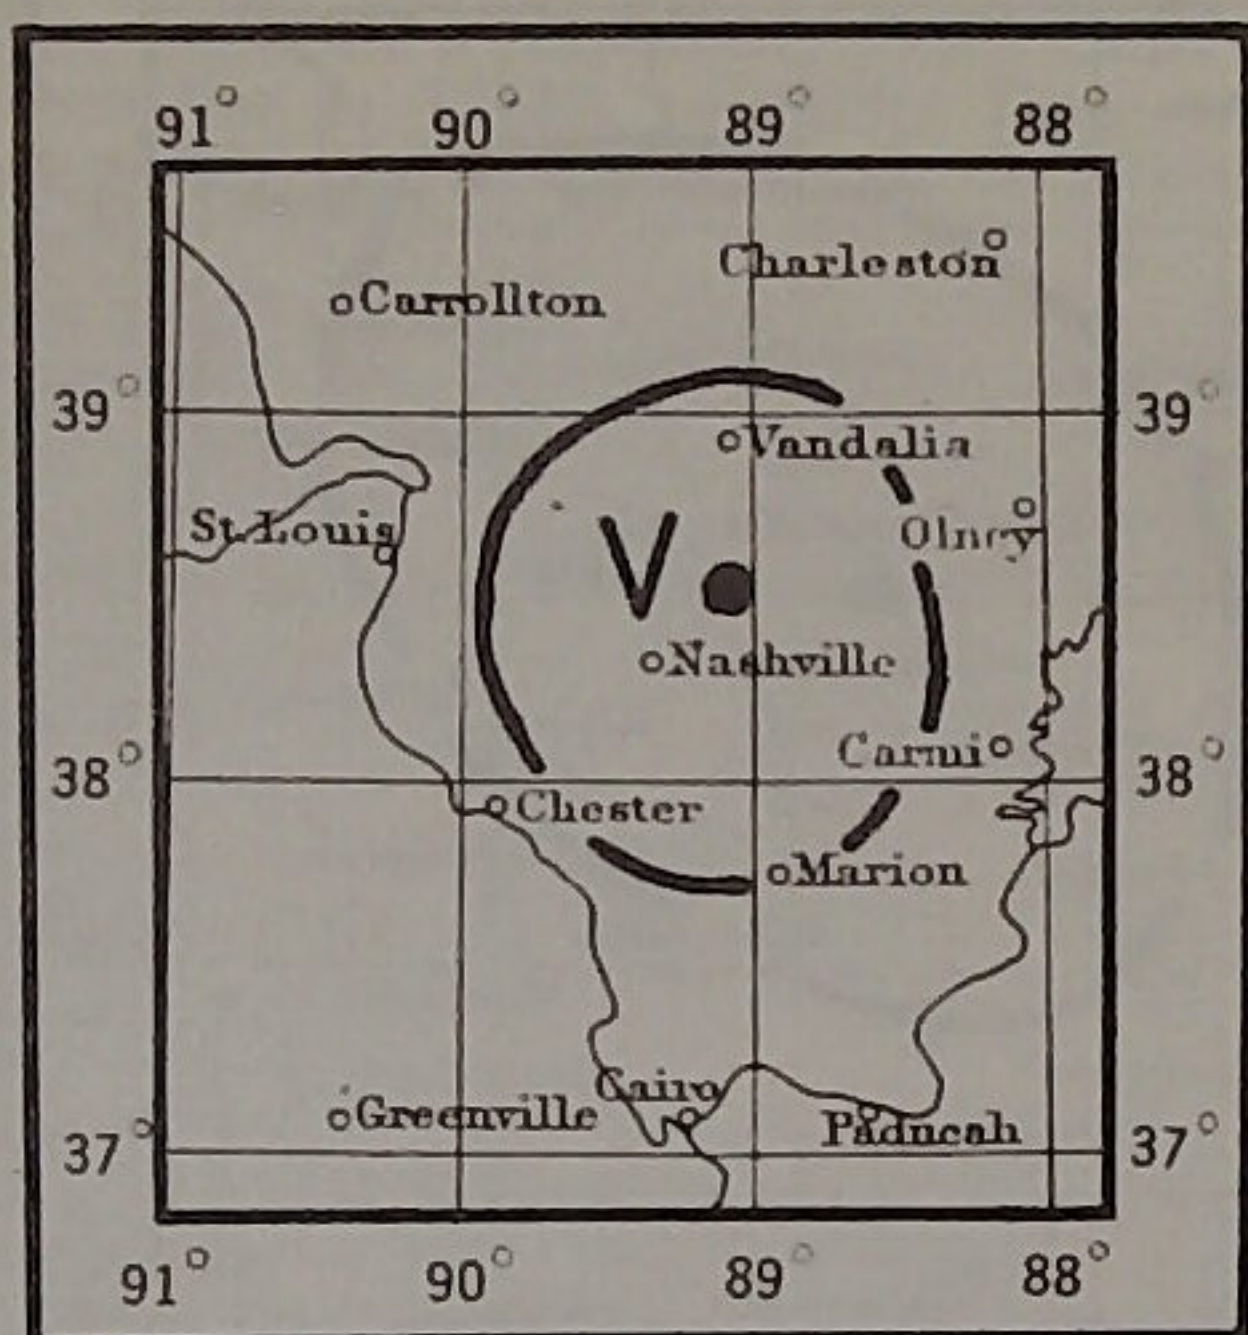 91° 90° 89° 88°
Charleston
Carrollton
39° 39°
Vandalia
St. Louis
Olney
V
Nashville
Carmi
38° 38°
Chester
Marion
Cairo
Greenville
Paducah
37° 37°
91° 90° 89° 88°